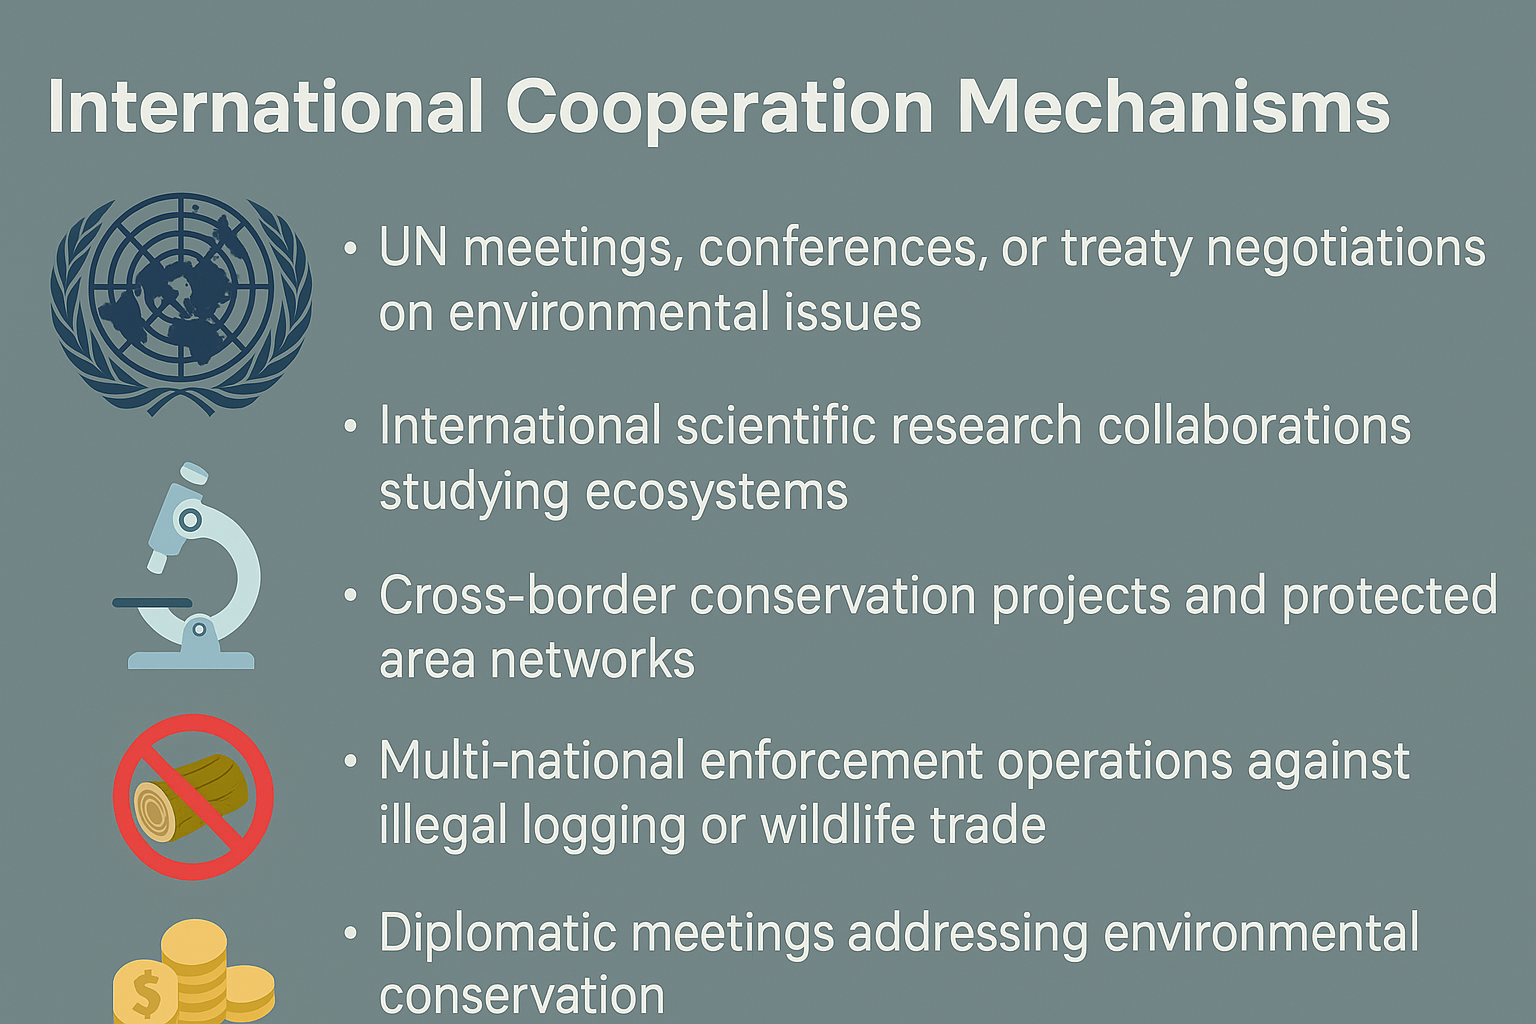 International Cooperation Mechanisms
• UN meetings, conferences, or treaty negotiations
on environmental issues
• International scientific research collaborations
studying ecosystems
• Cross-border conservation projects and protected
area networks
• Multi-national enforcement operations against
illegal logging or wildlife trade
• Diplomatic meetings addressing environmental
conservation
$